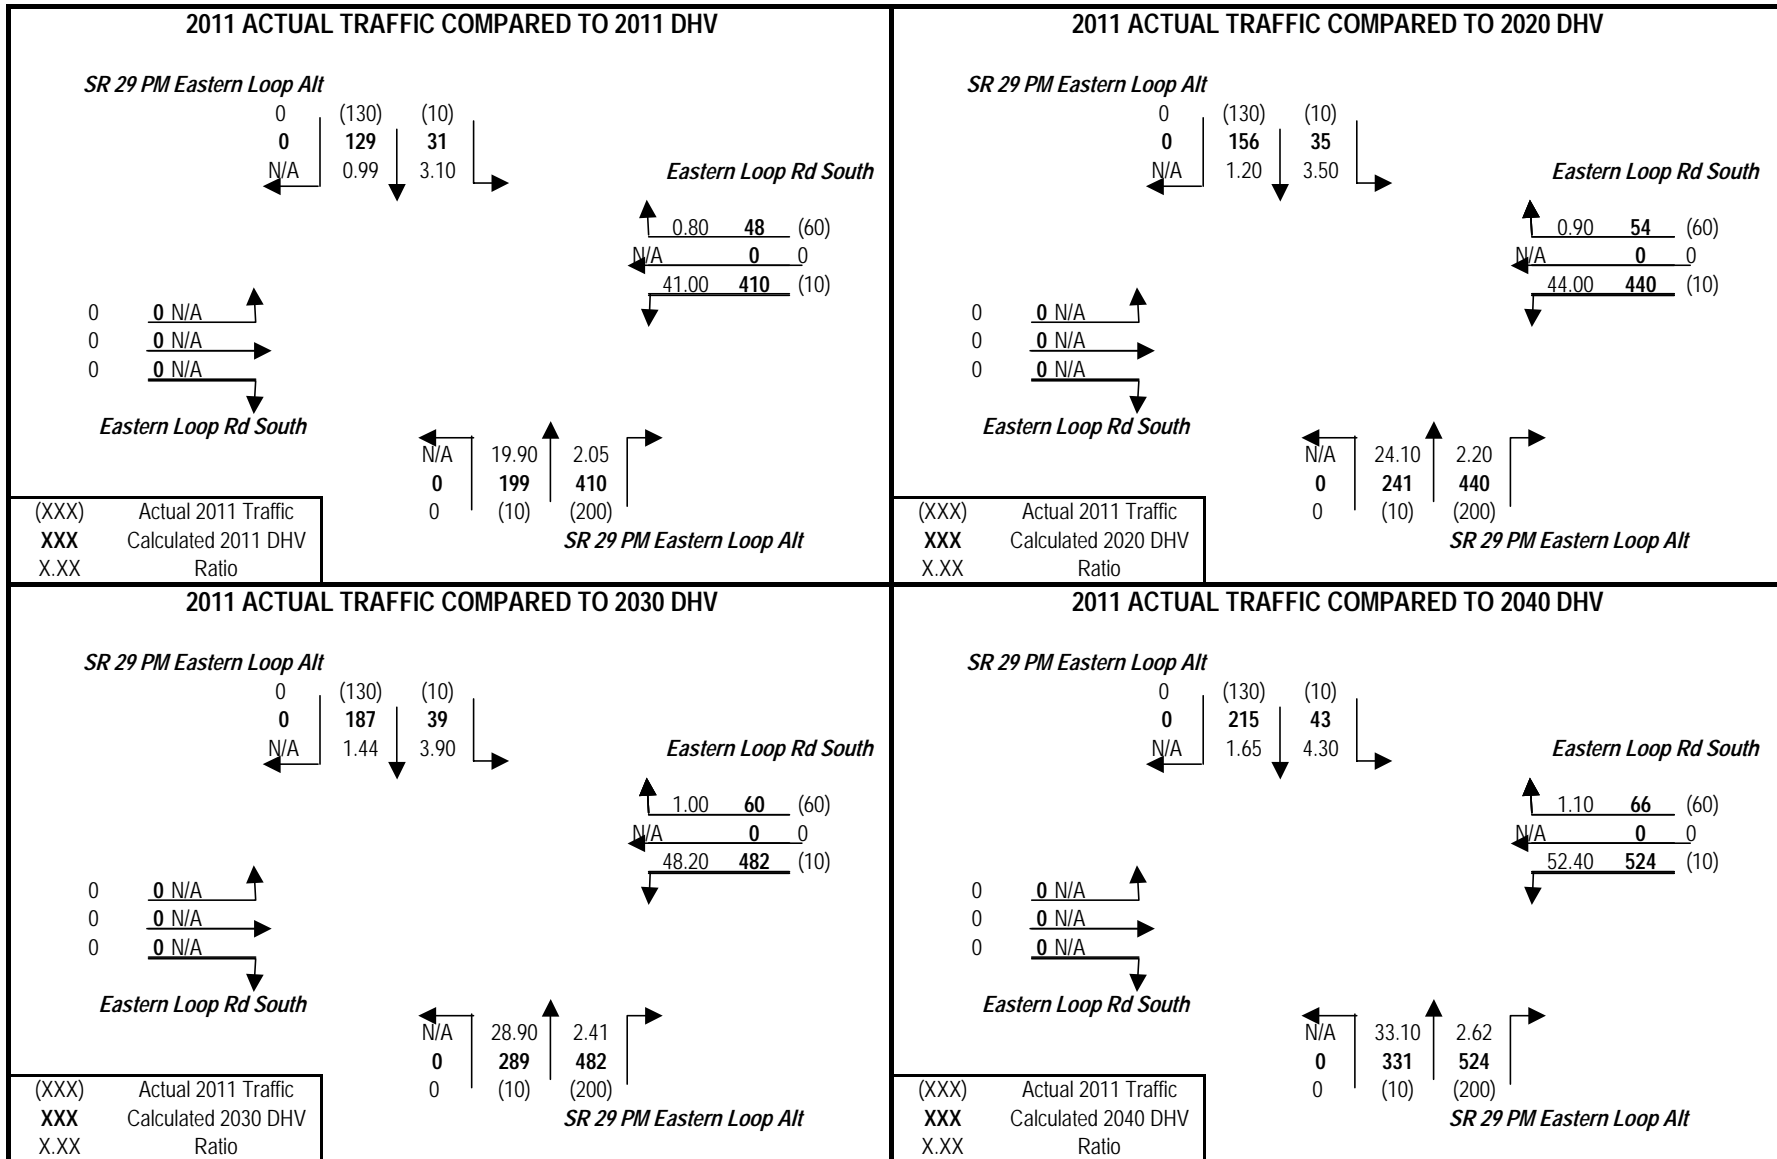 2011 ACTUAL TRAFFIC COMPARED TO 2011 DHV
SR 29 PM Eastern Loop Alt
0 (130) (10)
0 129 31
N/A 0.99 3.10
Eastern Loop Rd South
0.80 48 (60)
N/A 0 0
41.00 410 (10)
0 0 N/A
0 0 N/A
0 0 N/A
Eastern Loop Rd South
N/A 19.90 2.05
0 199 410
0 (10) (200)
SR 29 PM Eastern Loop Alt
(XXX) Actual 2011 Traffic
XXX Calculated 2011 DHV
X.XX Ratio
2011 ACTUAL TRAFFIC COMPARED TO 2020 DHV
SR 29 PM Eastern Loop Alt
0 (130) (10)
0 156 35
N/A 1.20 3.50
Eastern Loop Rd South
0.90 54 (60)
N/A 0 0
44.00 440 (10)
0 0 N/A
0 0 N/A
0 0 N/A
Eastern Loop Rd South
N/A 24.10 2.20
0 241 440
0 (10) (200)
SR 29 PM Eastern Loop Alt
(XXX) Actual 2011 Traffic
XXX Calculated 2020 DHV
X.XX Ratio
2011 ACTUAL TRAFFIC COMPARED TO 2030 DHV
SR 29 PM Eastern Loop Alt
0 (130) (10)
0 187 39
N/A 1.44 3.90
Eastern Loop Rd South
1.00 60 (60)
N/A 0 0
48.20 482 (10)
0 0 N/A
0 0 N/A
0 0 N/A
Eastern Loop Rd South
N/A 28.90 2.41
0 289 482
0 (10) (200)
SR 29 PM Eastern Loop Alt
(XXX) Actual 2011 Traffic
XXX Calculated 2030 DHV
X.XX Ratio
2011 ACTUAL TRAFFIC COMPARED TO 2040 DHV
SR 29 PM Eastern Loop Alt
0 (130) (10)
0 215 43
N/A 1.65 4.30
Eastern Loop Rd South
1.10 66 (60)
N/A 0 0
52.40 524 (10)
0 0 N/A
0 0 N/A
0 0 N/A
Eastern Loop Rd South
N/A 33.10 2.62
0 331 524
0 (10) (200)
SR 29 PM Eastern Loop Alt
(XXX) Actual 2011 Traffic
XXX Calculated 2040 DHV
X.XX Ratio